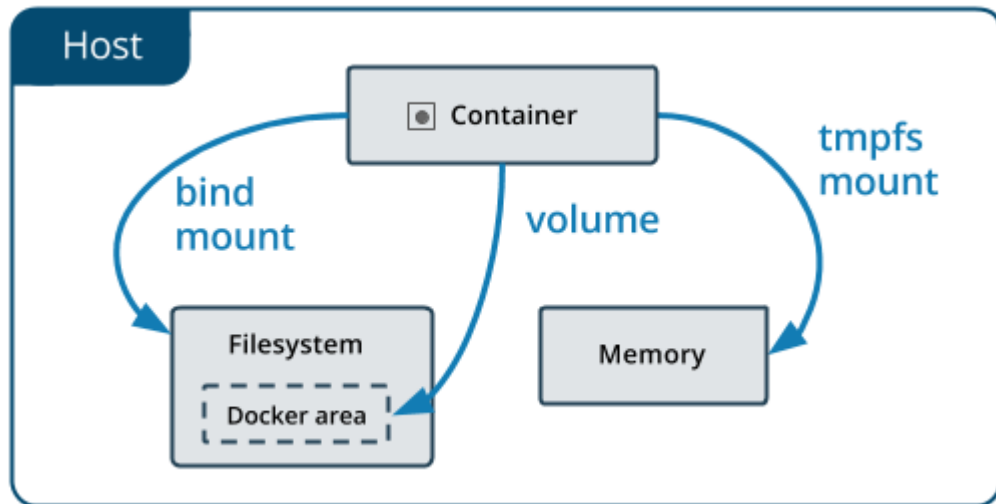 Host
Container
bind
mount
volume
tmpfs
mount
Filesystem
Docker area
Memory